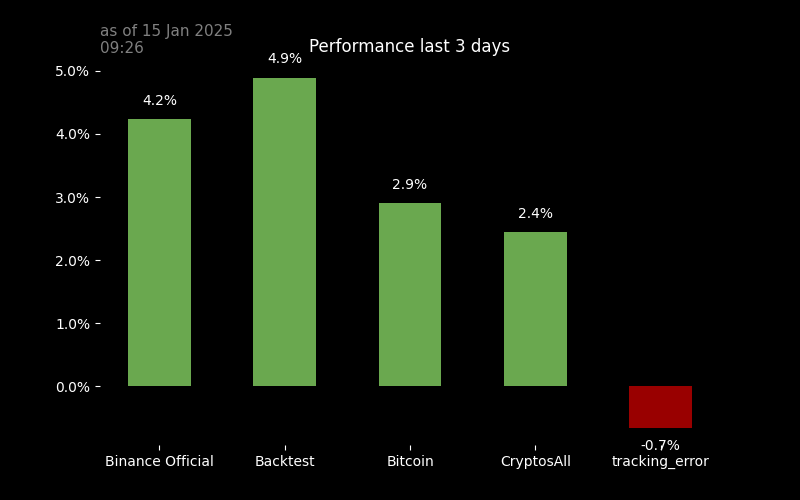 as of 15 Jan 2025
09:26
Performance last 3 days
5.0%
4.0%
3.0%
2.0%
1.0%
0.0%
4.2%
4.9%
2.9%
2.4%
-0.7%
Binance Official
Backtest
Bitcoin
CryptosAll
tracking_error